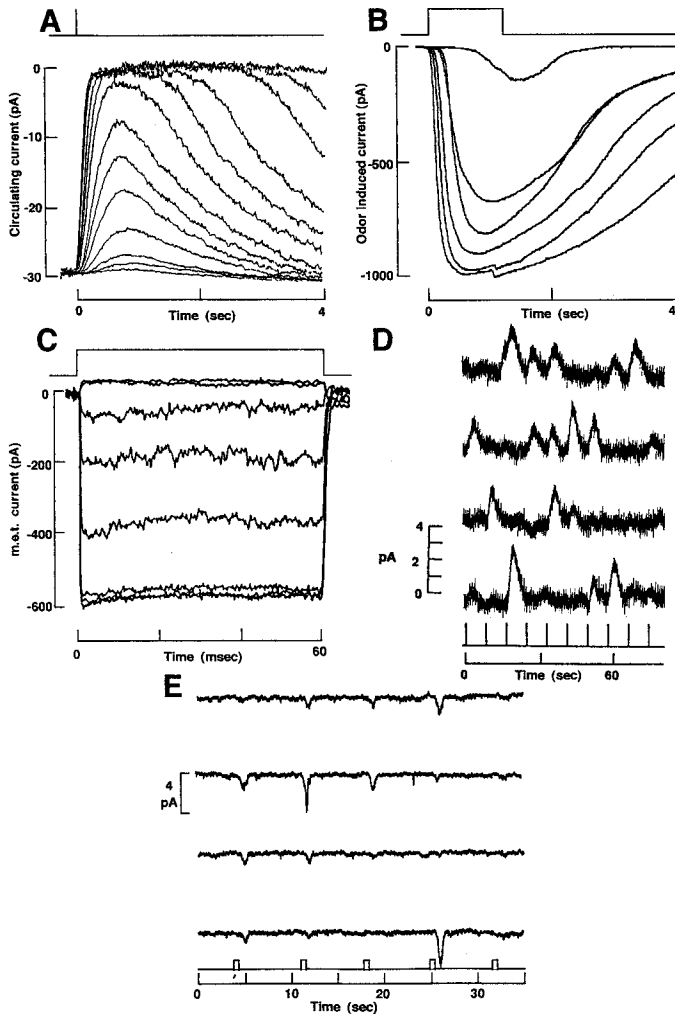 A
Circulating current (pA)
0
-10
-20
-30
0
4
Time (sec)
B
Odor induced current (pA)
0
-500
-1000
0
2
4
Time (sec)
C
m.e.t. current (pA)
0
-200
-400
-600
0
60
Time (msec)
D
4
pA
2
0
0
60
Time (sec)
E
4
pA
0
10
20
30
Time (sec)